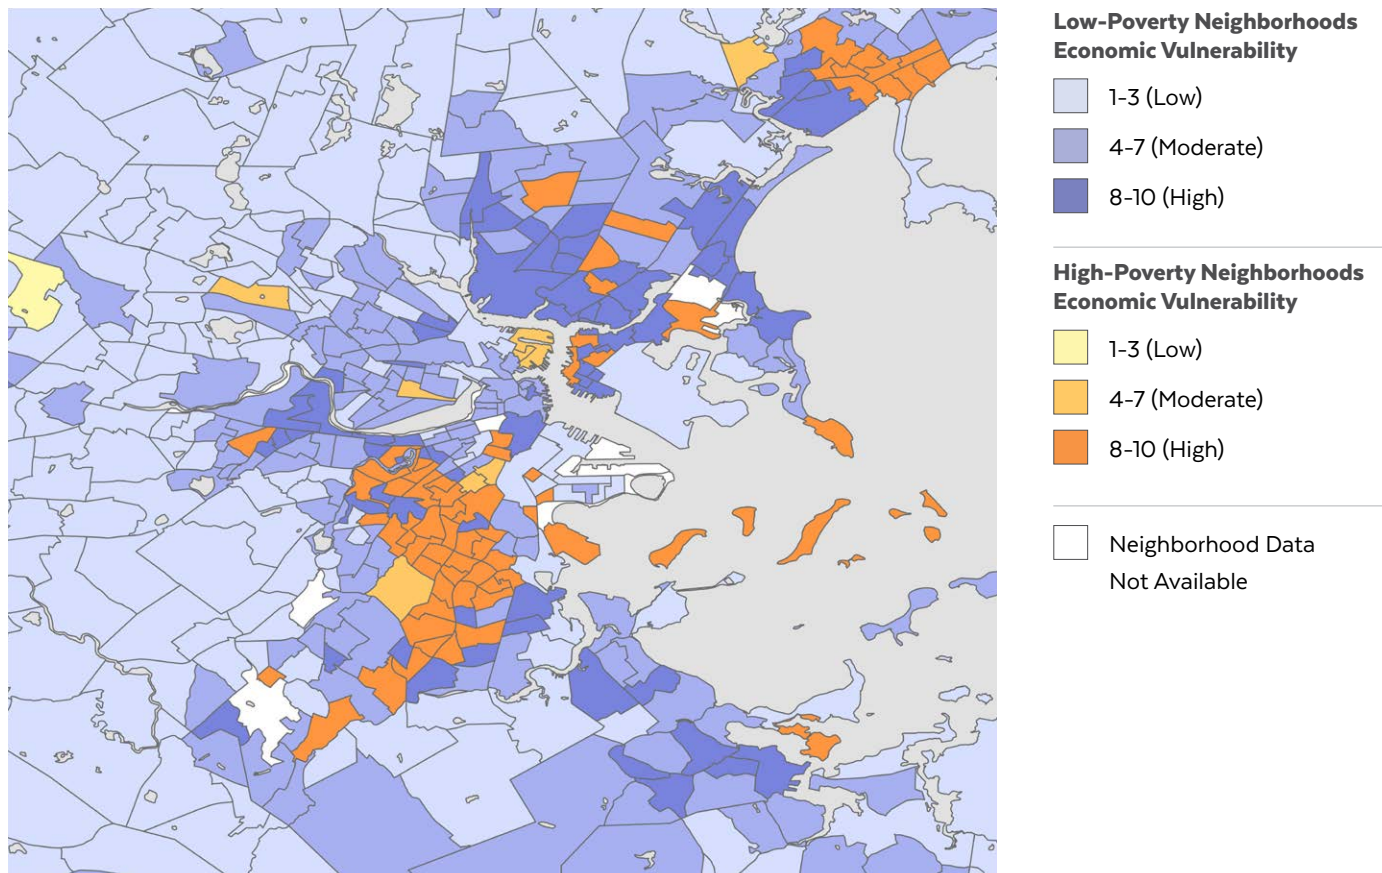 Low-Poverty Neighborhoods
Economic Vulnerability
1-3 (Low)
4-7 (Moderate)
8-10 (High)
High-Poverty Neighborhoods
Economic Vulnerability
1-3 (Low)
4-7 (Moderate)
8-10 (High)
Neighborhood Data
Not Available